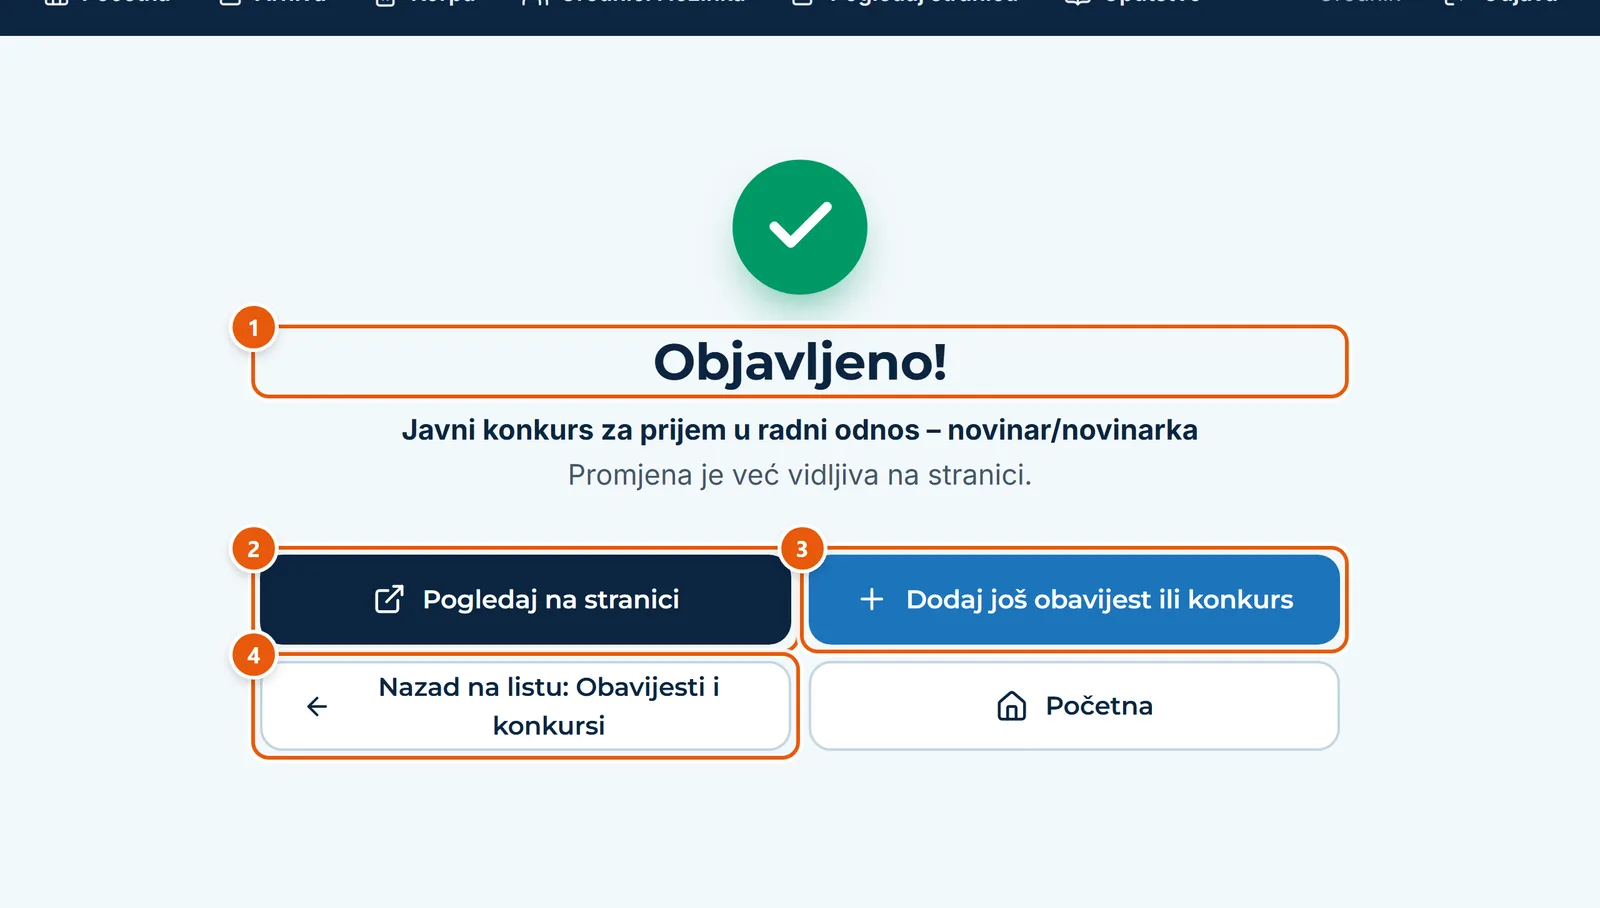 1
Objavljeno!
Javni konkurs za prijem u radni odnos – novinar/novinarka
Promjena je već vidljiva na stranici.
2
Pogledaj na stranici
3
Dodaj još obavijest ili konkurs
4
Nazad na listu: Obavijesti i
konkursi
Početna